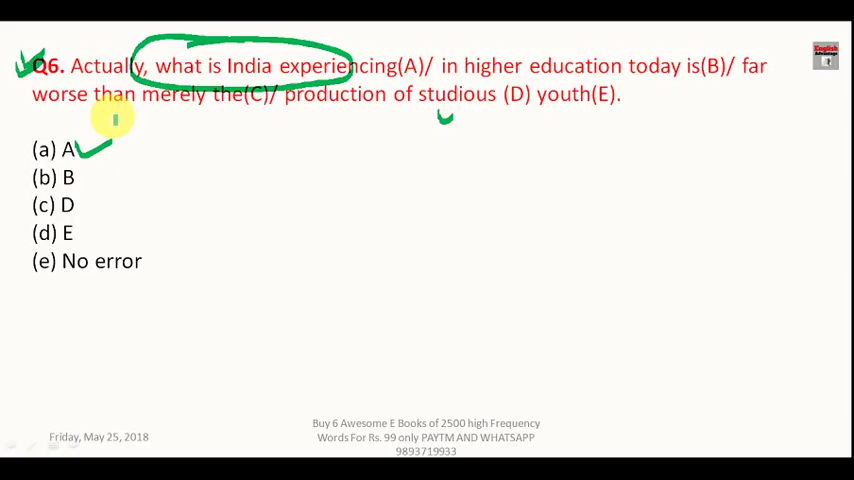 English
Advantage
Q6. Actually, what is India experiencing(A)/ in higher education today is(B)/ far
worse than merely the(C)/ production of studious (D) youth(E).
(a) A
(b) B
(c) D
(d) E
(e) No error
Friday, May 25, 2018
Buy 6 Awesome E Books of 2500 high Frequency
Words For Rs. 99 only PAYTM AND WHATSAPP
9893719933